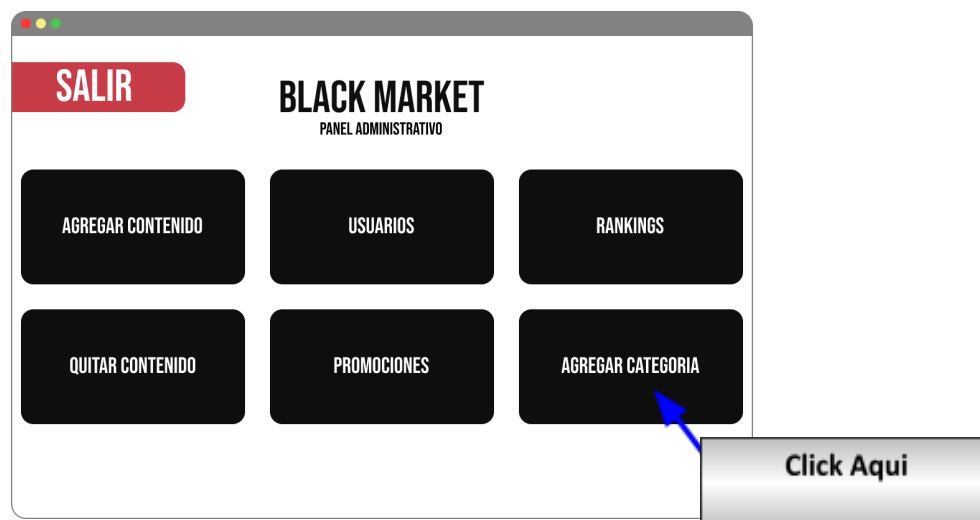 SALIR
BLACK MARKET
PANEL ADMINISTRATIVO
AGREGAR CONTENIDO
USUARIOS
RANKINGS
QUITAR CONTENIDO
PROMOCIONES
AGREGAR CATEGORIA
Click Aqui